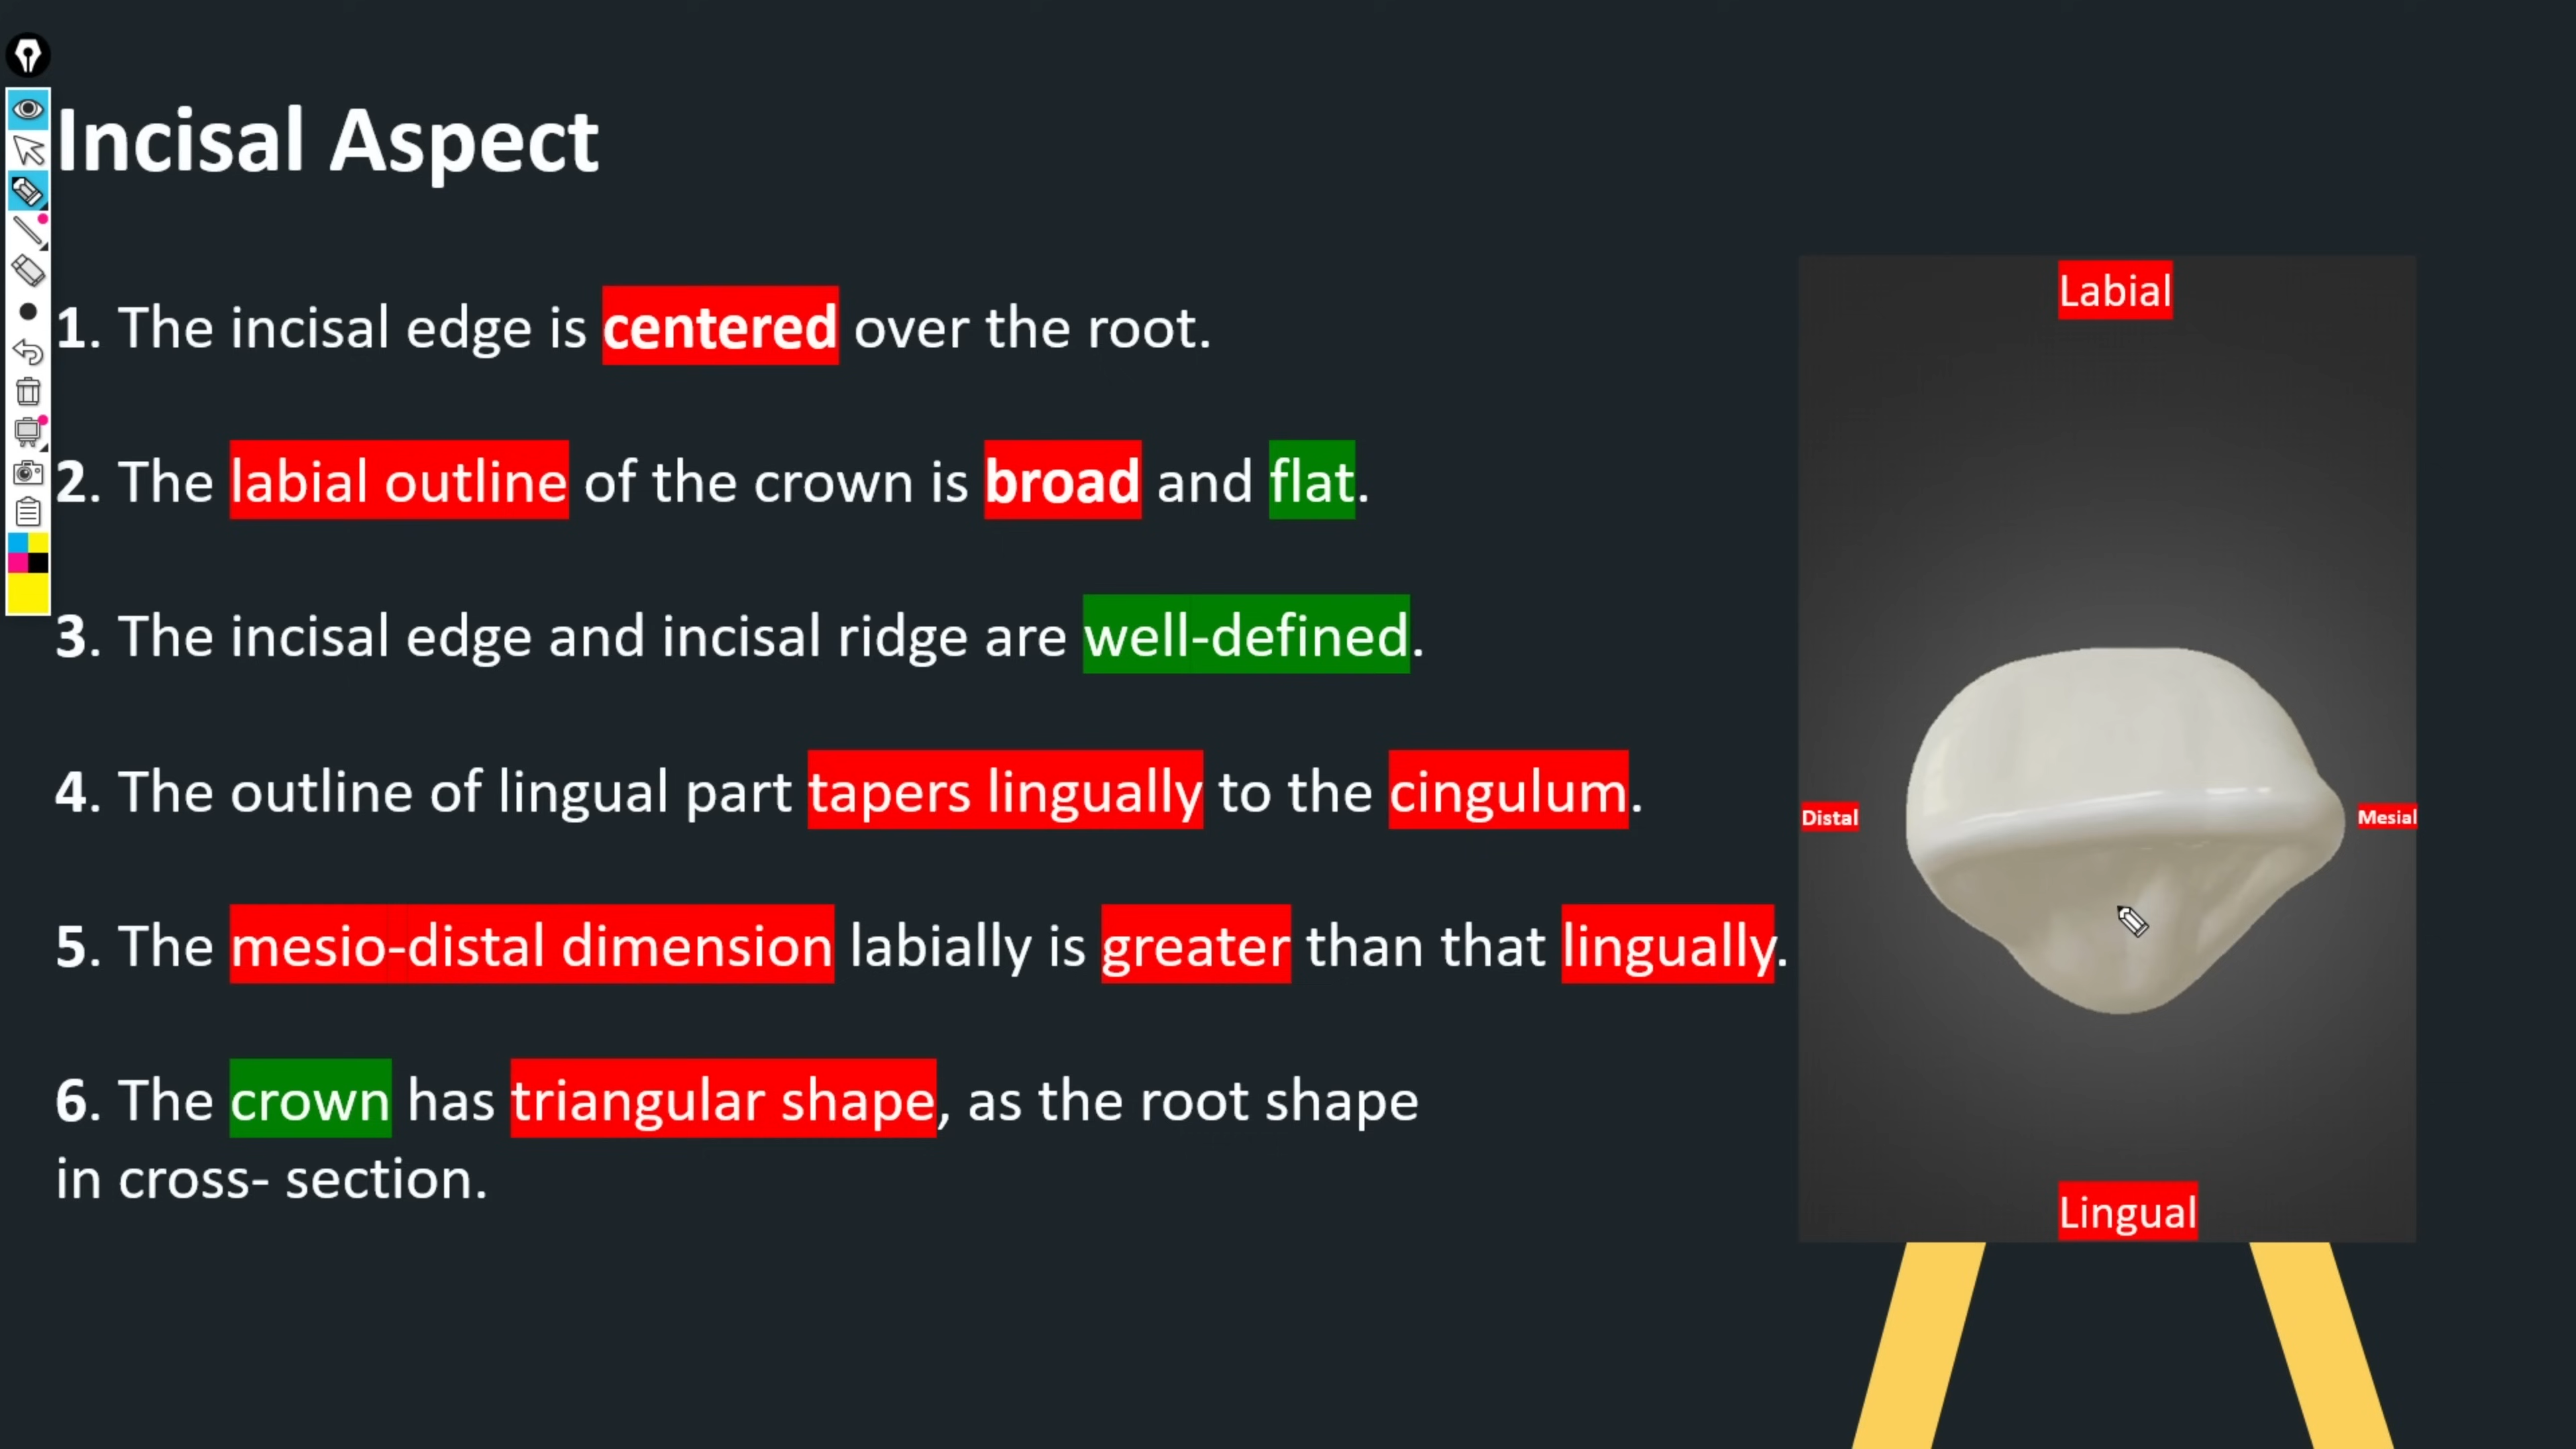 Incisal Aspect
1. The incisal edge is centered over the root.
2. The labial outline of the crown is broad and flat.
3. The incisal edge and incisal ridge are well-defined.
4. The outline of lingual part tapers lingually to the cingulum.
5. The mesio-distal dimension labially is greater than that lingually.
6. The crown has triangular shape, as the root shape
in cross- section.
Labial
Distal
Mesial
Lingual